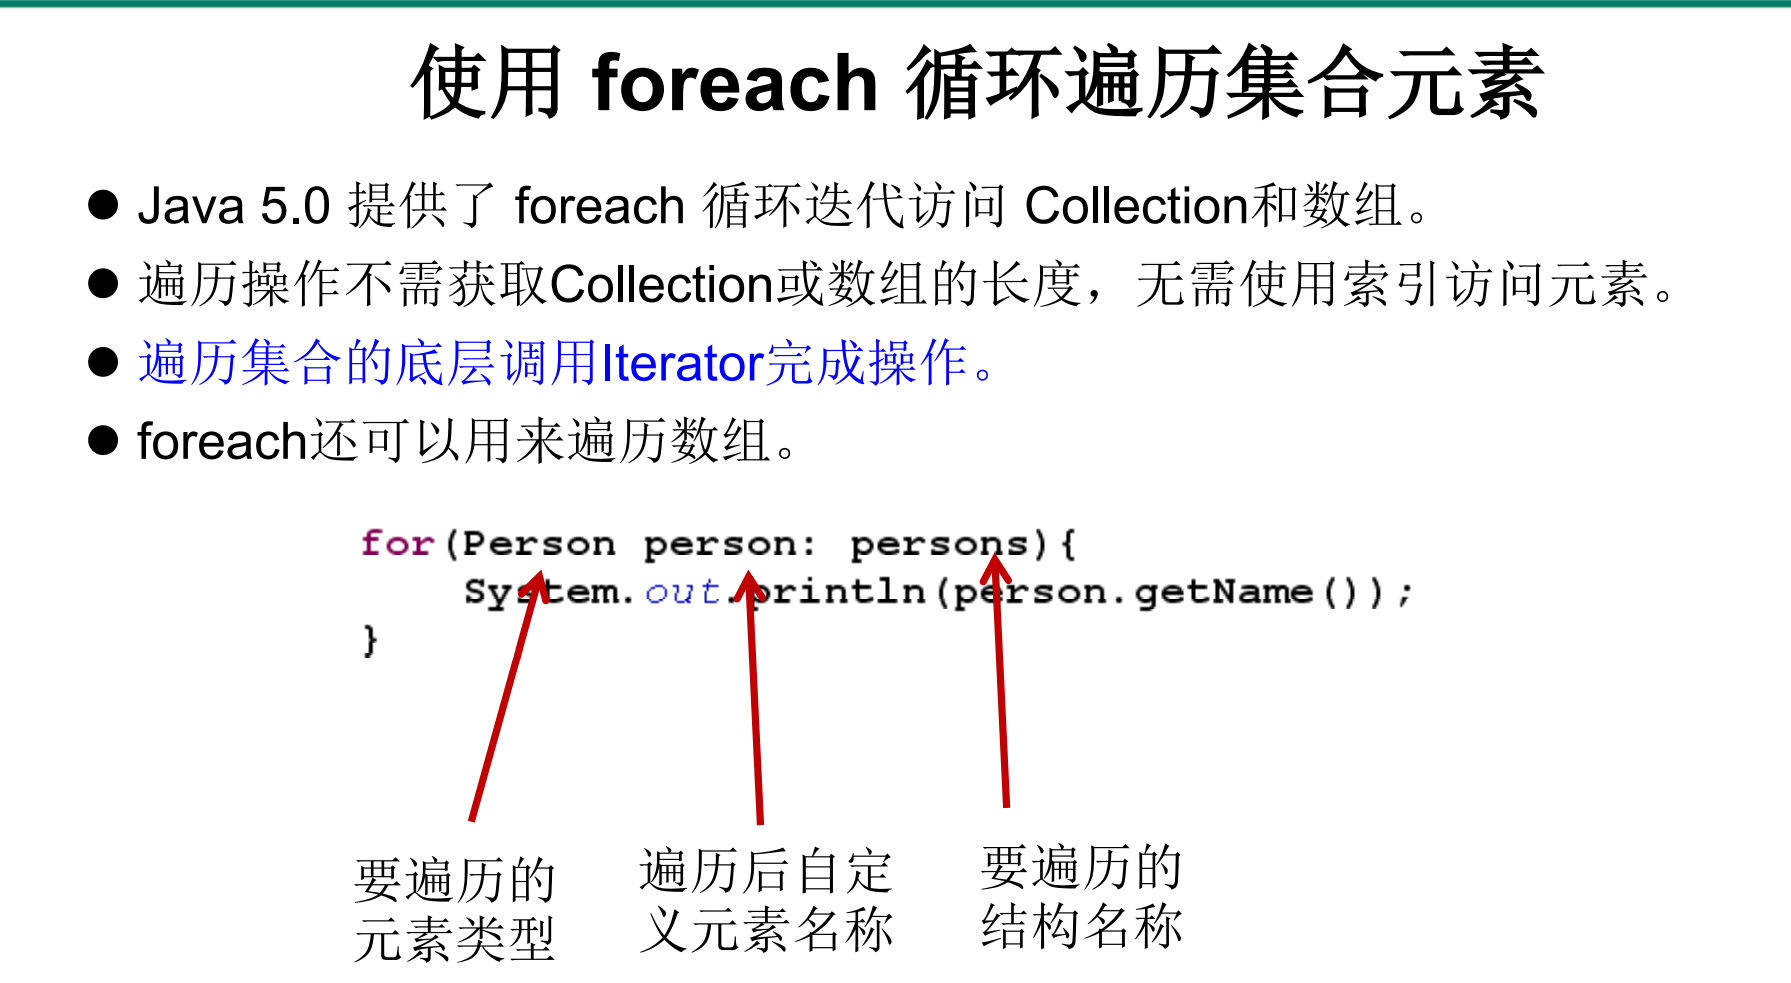 使用 foreach 循环遍历集合元素
● Java 5.0 提供了 foreach 循环迭代访问 Collection和数组。
● 遍历操作不需获取Collection或数组的长度，无需使用索引访问元素。
● 遍历集合的底层调用Iterator完成操作。
● foreach还可以用来遍历数组。
for(Person person: persons){
System.out.println(person.getName());
}
要遍历的
元素类型
遍历后自定
义元素名称
要遍历的
结构名称